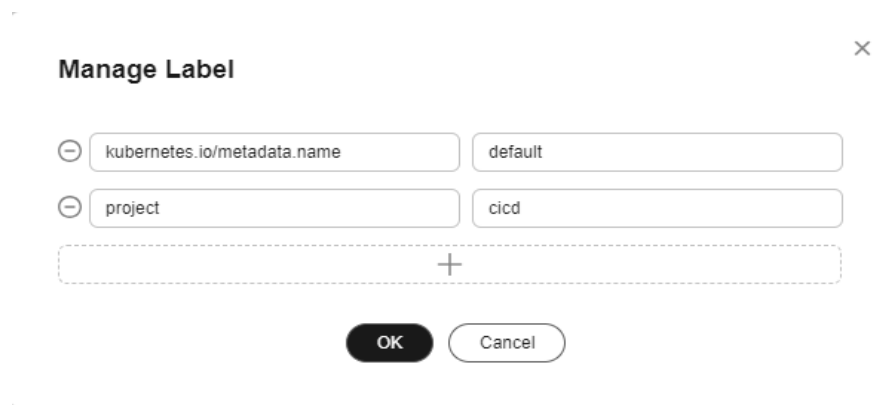 Manage Label
kubernetes.io/metadata.name default
project cicd
OK Cancel